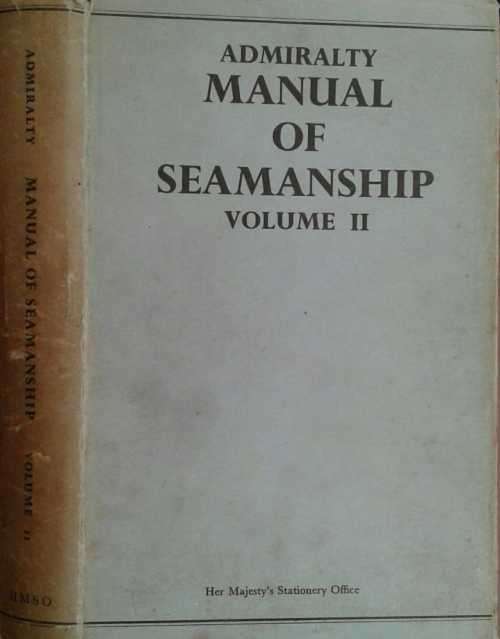 ADMIRALTY
MANUAL
OF
SEAMANSHIP
VOLUME II
Her Majesty's Stationery Office
ADMIRALTY MANUAL OF SEAMANSHIP VOLUME II
HMSO